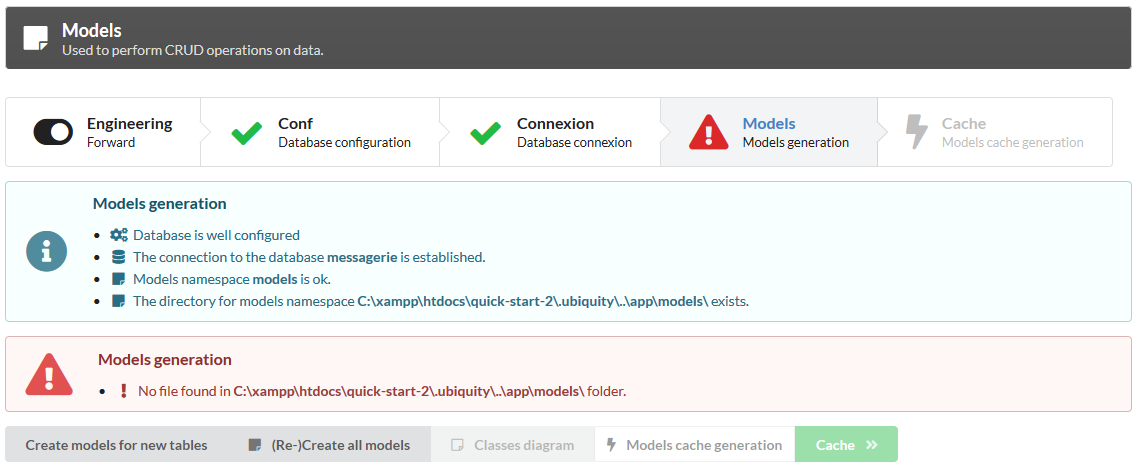 Models
Used to perform CRUD operations on data.
Engineering
Forward
Conf
Database configuration
Connexion
Database connexion
Models
Models generation
Cache
Models cache generation
Models generation
Database is well configured
The connection to the database messagerie is established.
Models namespace models is ok.
The directory for models namespace C:\xampp\htdocs\quick-start-2\.ubiquity\..\app\models\ exists.
Models generation
No file found in C:\xampp\htdocs\quick-start-2\.ubiquity\..\app\models\ folder.
Create models for new tables
(Re-)Create all models
Classes diagram
Models cache generation
Cache